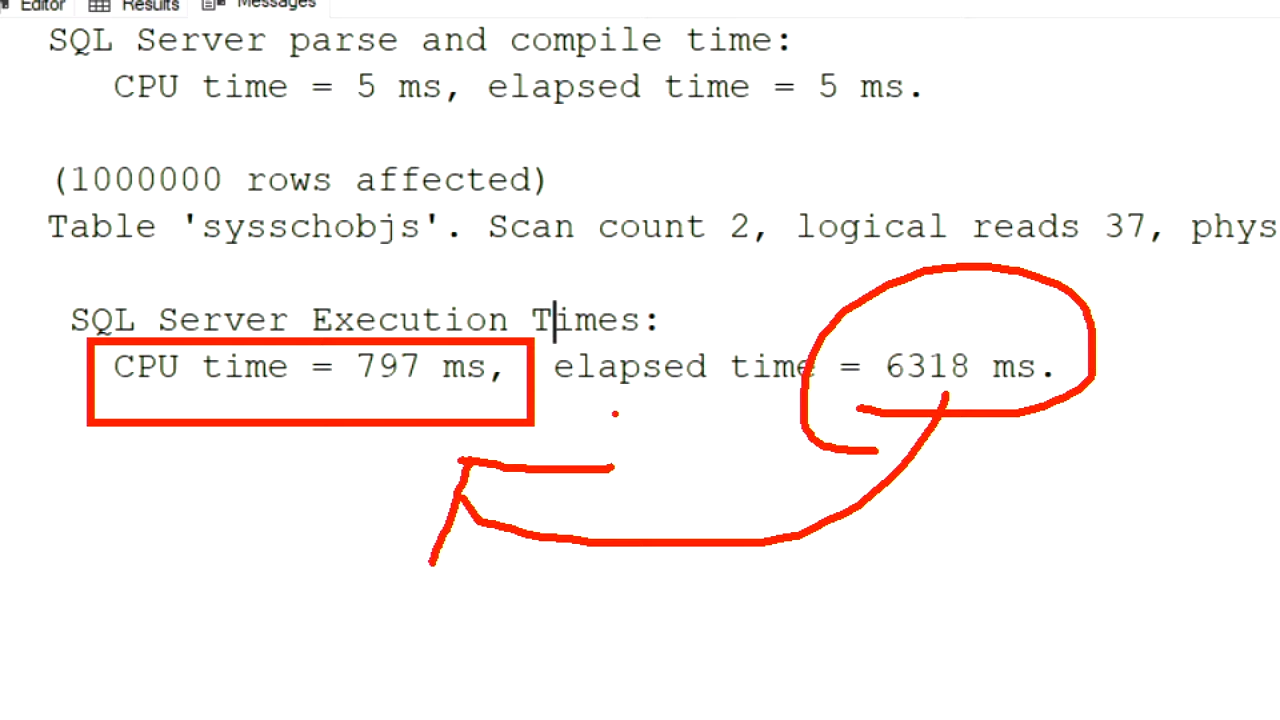 Editor Results Messages
SQL Server parse and compile time:
CPU time = 5 ms, elapsed time = 5 ms.
(1000000 rows affected)
Table 'sysschobjs'. Scan count 2, logical reads 37, phys
SQL Server Execution Times:
CPU time = 797 ms, elapsed time = 6318 ms.